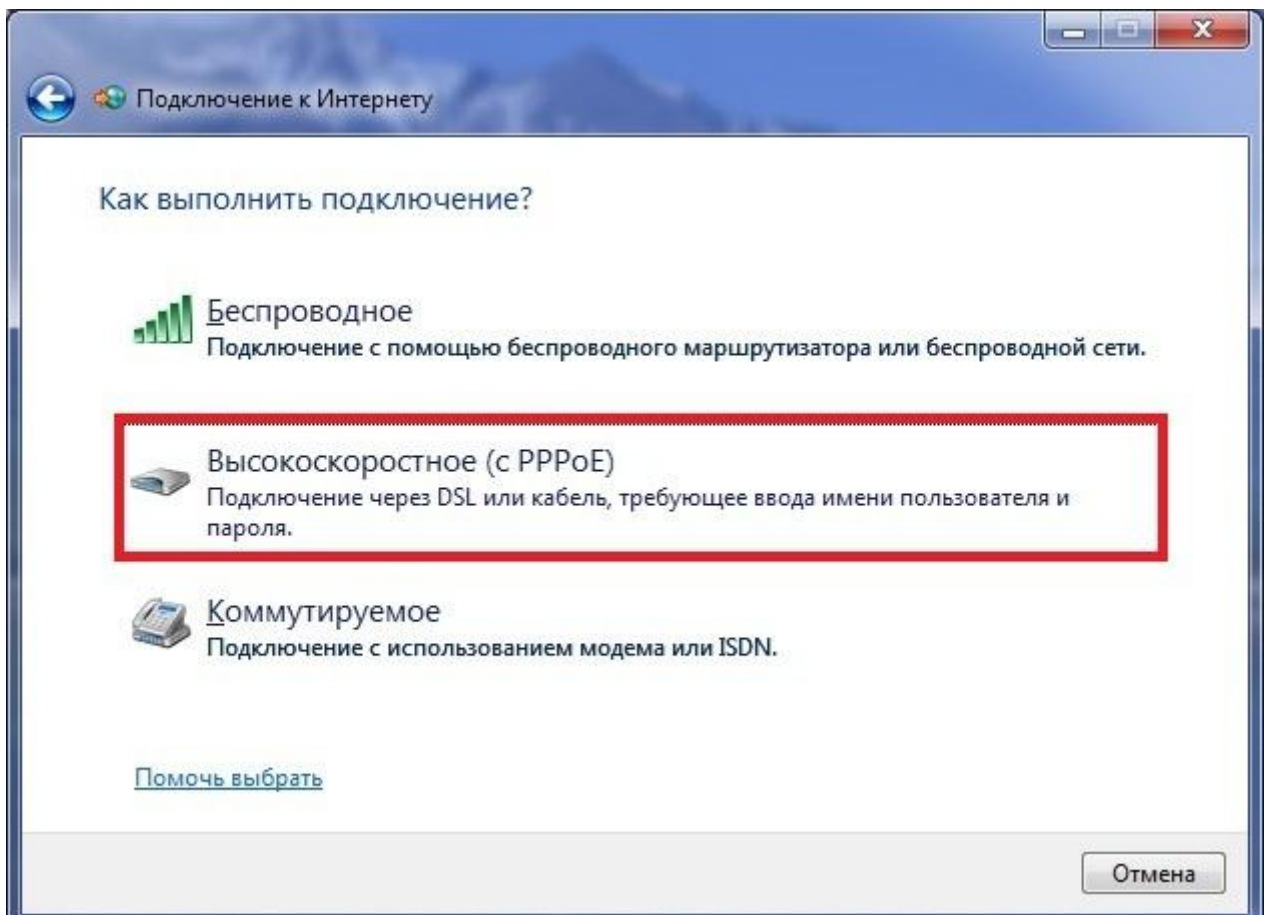 Подключение к Интернету
Как выполнить подключение?
Беспроводное
Подключение с помощью беспроводного маршрутизатора или беспроводной сети.
Высокоскоростное (с PPPoE)
Подключение через DSL или кабель, требующее ввода имени пользователя и
пароля.
Коммутируемое
Подключение с использованием модема или ISDN.
Помочь выбрать
Отмена